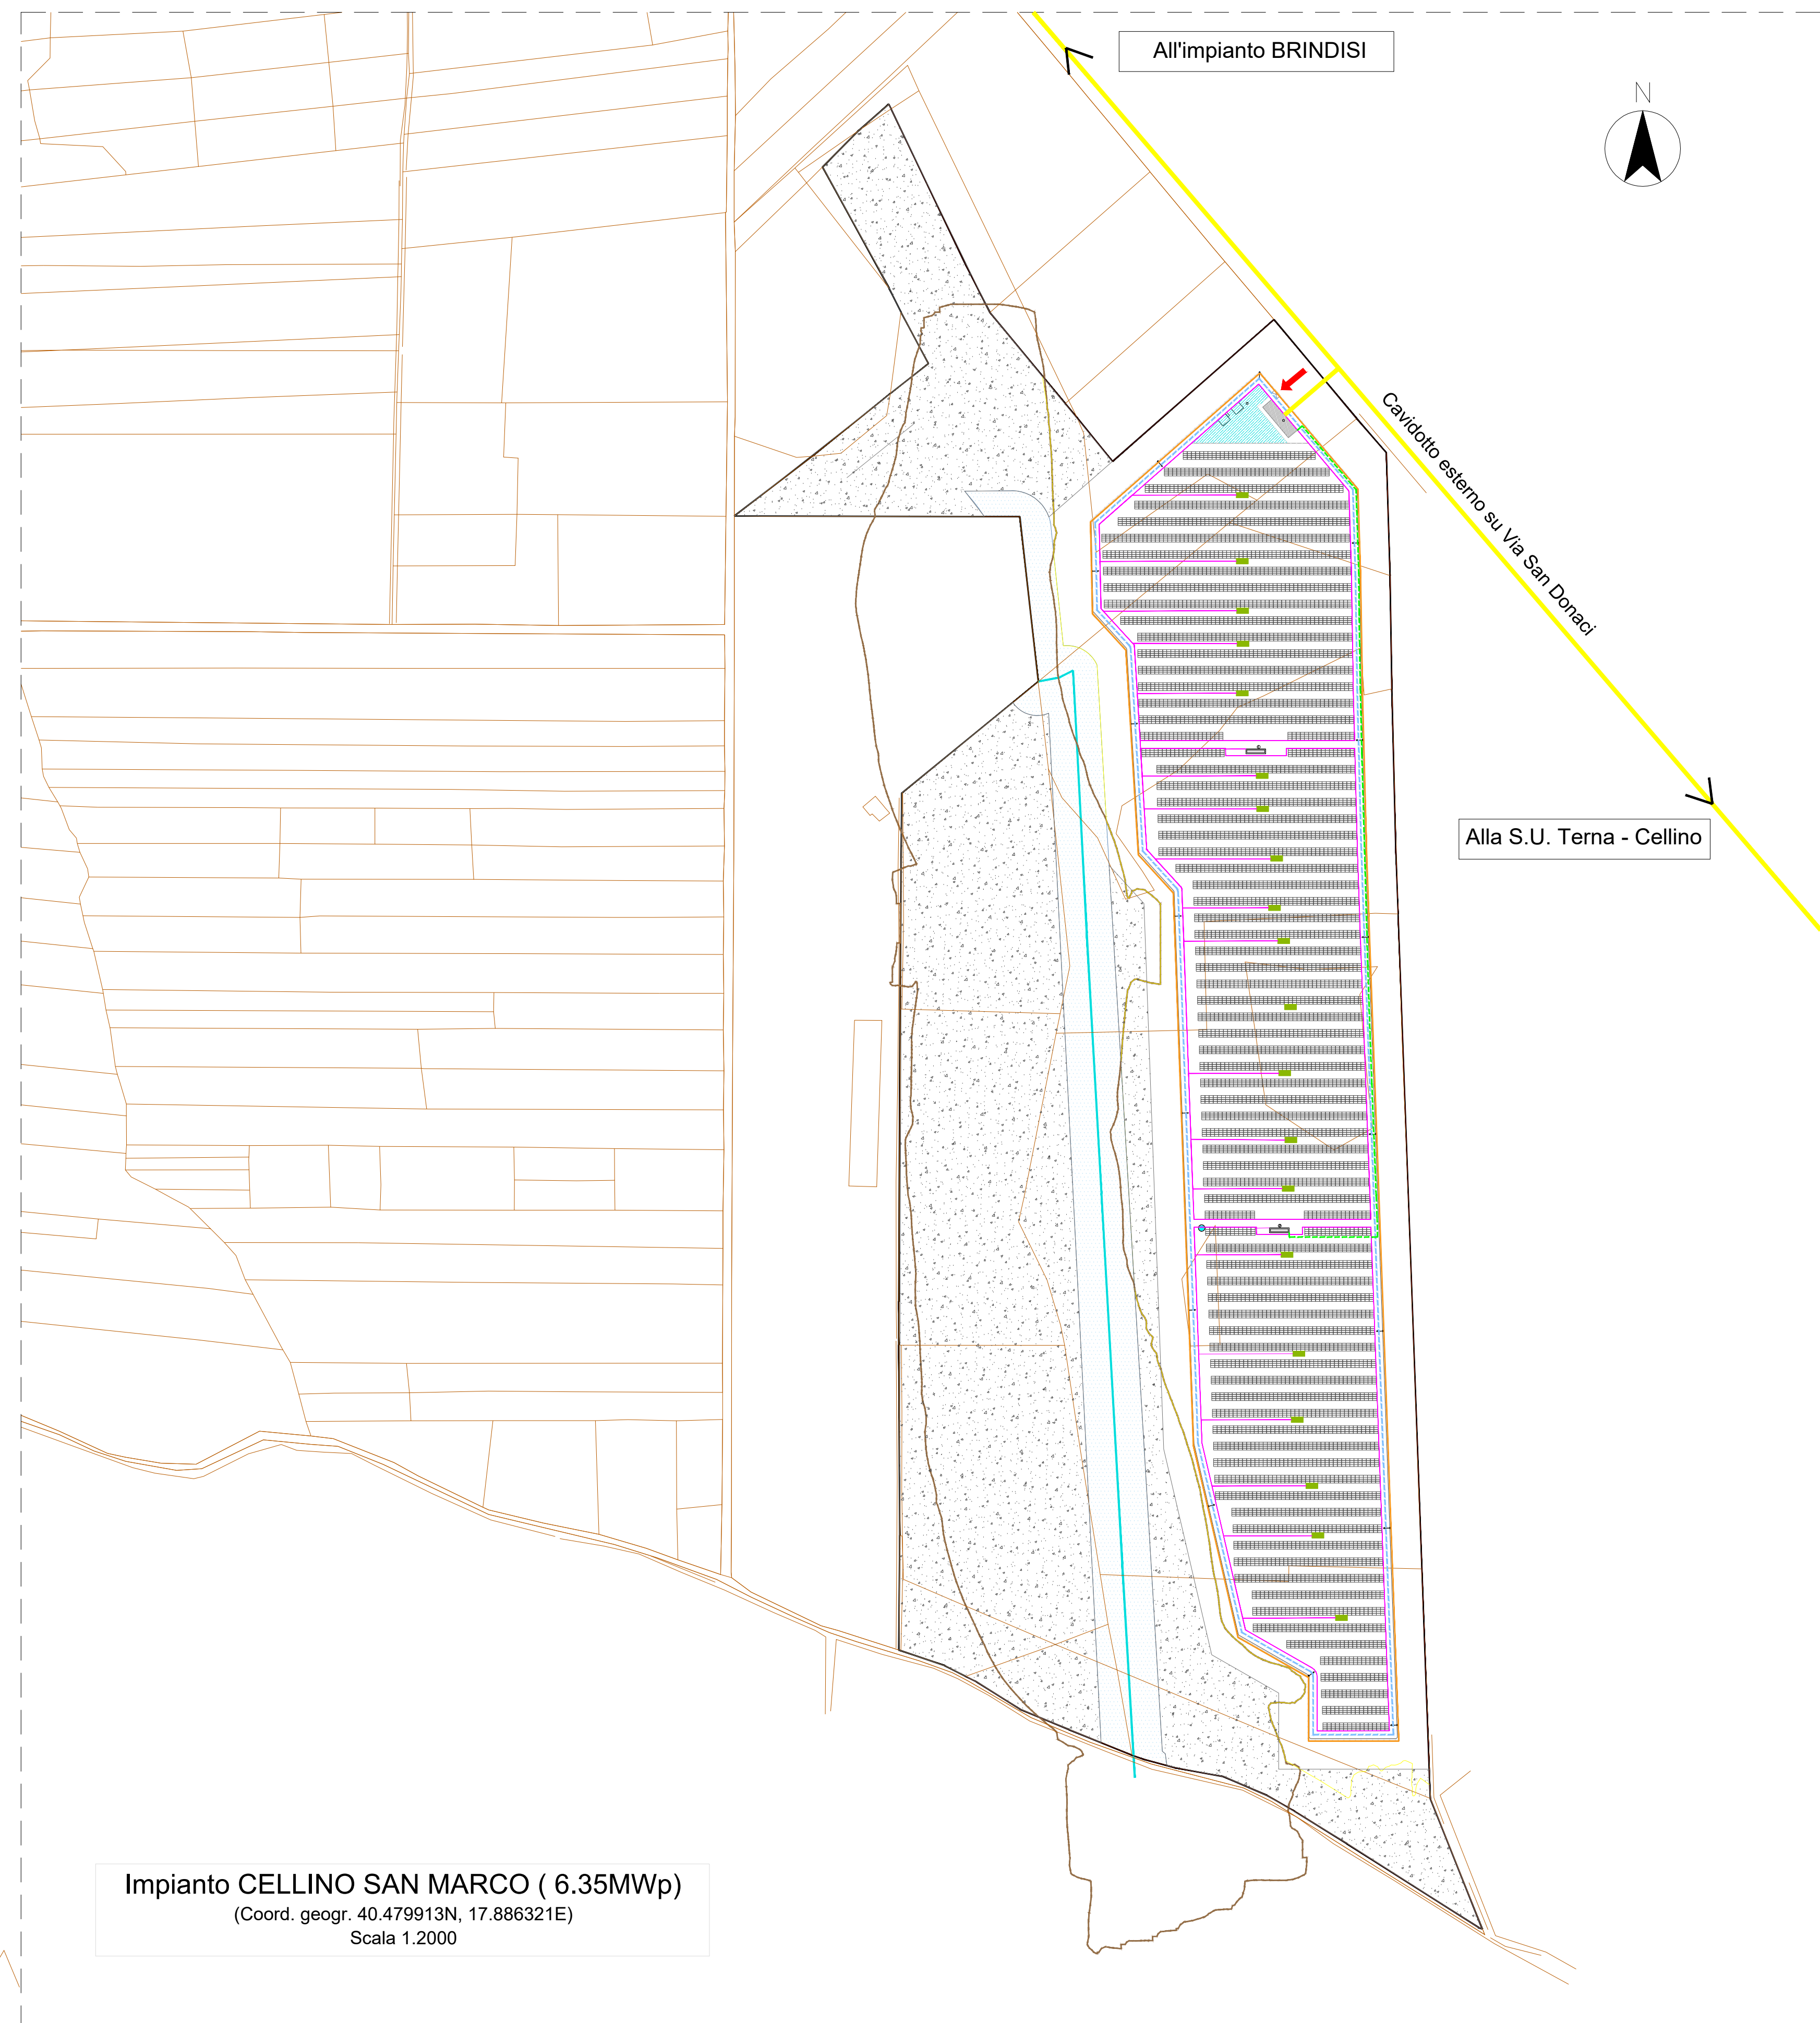 All'impianto BRINDISI
N
Cavidotto esterno su Via San Donaci
Alla S.U. Terna - Cellino
Impianto CELLINO SAN MARCO ( 6.35MWp)
(Coord. geogr. 40.479913N, 17.886321E)
Scala 1.2000